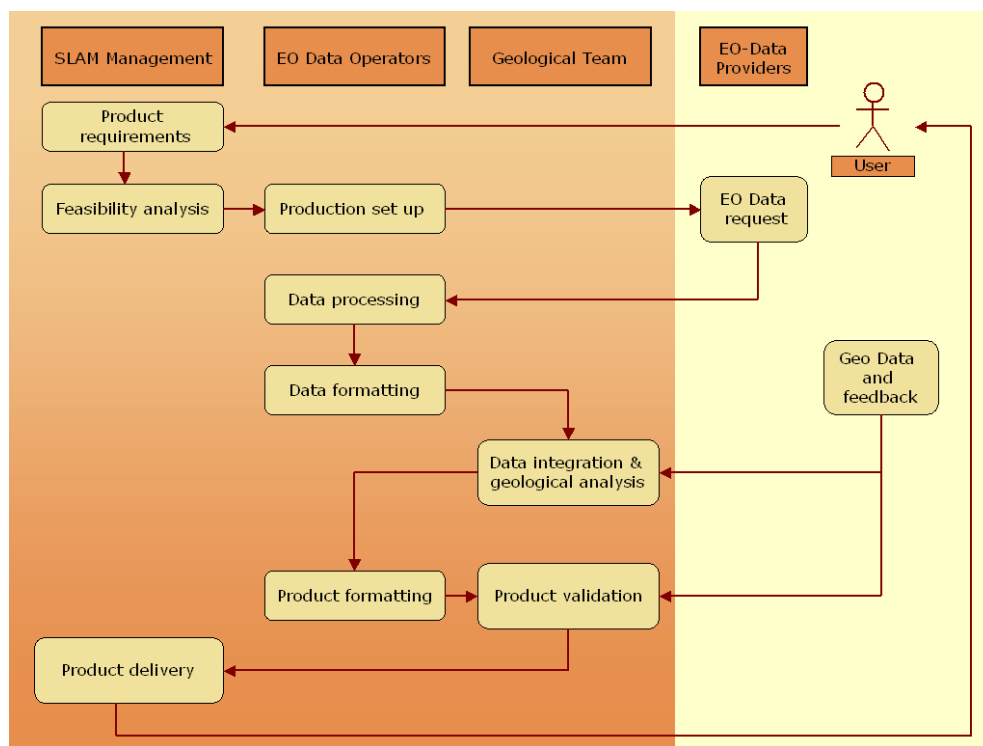 SLAM Management
EO Data Operators
Geological Team
EO-Data
Providers
Product
requirements
User
Feasibility analysis
Production set up
EO Data
request
Data processing
Geo Data
and
feedback
Data formatting
Data integration &
geological analysis
Product formatting
Product validation
Product delivery